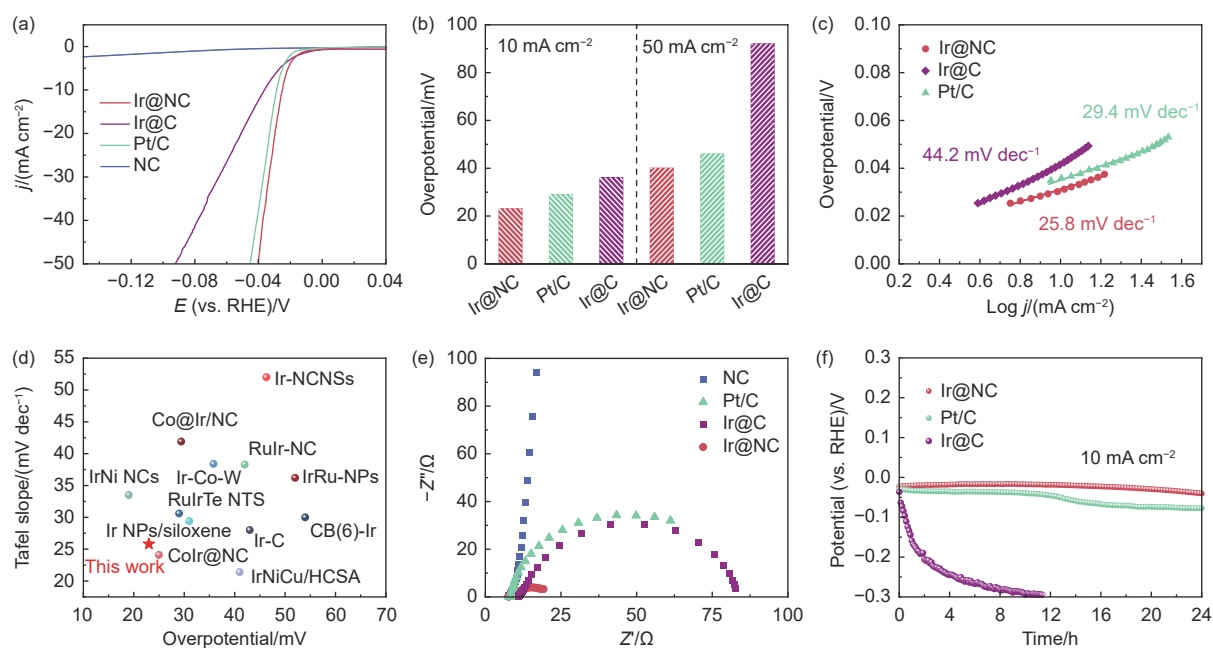 (a)
0
−10
−20
−30
−40
−50
j/(mA cm⁻²)
Ir@NC
Ir@C
Pt/C
NC
−0.12
−0.08
−0.04
0.00
0.04
E (vs. RHE)/V
(b)
100
80
60
40
20
0
Overpotential/mV
10 mA cm⁻²
50 mA cm⁻²
Ir@NC
Pt/C
Ir@C
Ir@NC
Pt/C
Ir@C
(c)
0.10
0.08
0.06
0.04
0.02
0.00
Overpotential/V
Ir@NC
Ir@C
Pt/C
29.4 mV dec⁻¹
44.2 mV dec⁻¹
25.8 mV dec⁻¹
0.2
0.4
0.6
0.8
1.0
1.2
1.4
1.6
Log j/(mA cm⁻²)
(d)
55
50
45
40
35
30
25
20
Tafel slope/(mV dec⁻¹)
Ir-NCNSs
Co@Ir/NC
RuIr-NC
IrNi NCs
Ir-Co-W
IrRu-NPs
RuIrTe NTS
Ir NPs/siloxene
CB(6)-Ir
Ir-C
This work
CoIr@NC
IrNiCu/HCSA
10
20
30
40
50
60
70
80
Overpotential/mV
(e)
100
80
60
40
20
0
−Z″/Ω
NC
Pt/C
Ir@C
Ir@NC
0
25
50
75
100
Z′/Ω
(f)
0.3
0.2
0.1
−0.0
−0.1
−0.2
−0.3
Potential (vs. RHE)/V
Ir@NC
Pt/C
Ir@C
10 mA cm⁻²
0
4
8
12
16
20
24
Time/h